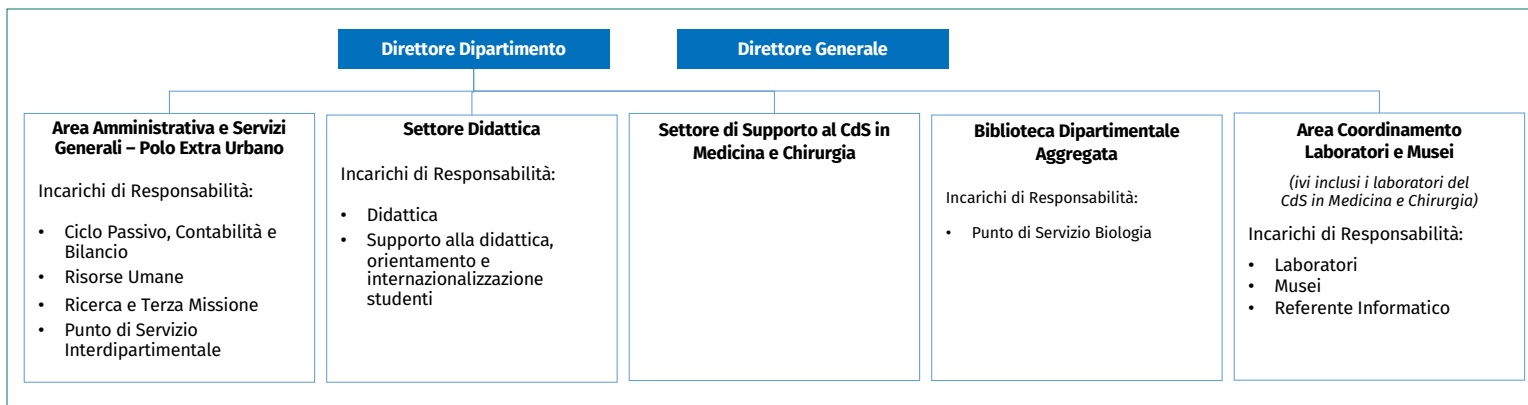 Direttore Dipartimento
Direttore Generale
Area Amministrativa e Servizi
Generali – Polo Extra Urbano
Incarichi di Responsabilità:
• Ciclo Passivo, Contabilità e
Bilancio
• Risorse Umane
• Ricerca e Terza Missione
• Punto di Servizio
Interdipartimentale
Settore Didattica
Incarichi di Responsabilità:
• Didattica
• Supporto alla didattica,
orientamento e
internazionalizzazione
studenti
Settore di Supporto al CdS in
Medicina e Chirurgia
Biblioteca Dipartimentale
Aggregata
Incarichi di Responsabilità:
• Punto di Servizio Biologia
Area Coordinamento
Laboratori e Musei
(ivi inclusi i laboratori del
CdS in Medicina e Chirurgia)
Incarichi di Responsabilità:
• Laboratori
• Musei
• Referente Informatico